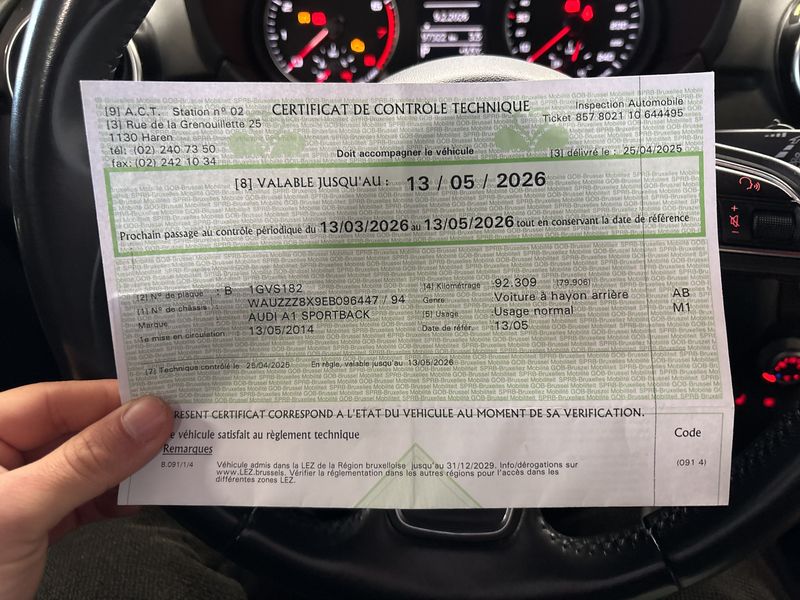 [9] A.C.T. Station nº 02
[3] Rue de la Grenouillette 25
1130 Haren
tél: (02) 240 73 50
fax: (02) 242 10 34
CERTIFICAT DE CONTRÔLE TECHNIQUE
Doit accompagner le véhicule
Inspection Automobile
Ticket 857 8021 10 644495
[3] délivré le : 25/04/2025
[8] VALABLE JUSQU'AU : 13 / 05 / 2026
Prochain passage au contrôle périodique du 13/03/2026 au 13/05/2026 tout en conservant la date de référence
[2] Nº de plaque : B 1GVS182
[1] Nº de châssis : WAUZZZ8X9EB096447 / 94
Marque AUDI A1 SPORTBACK
1e mise en circulation : 13/05/2014
[4] Kilométrage 92.309 (79.906)
Genre Voiture à hayon arrière AB
[5] Usage Usage normal M1
Date de référ. 13/05
[7] Technique contrôlé le 25/04/2025 En règle, valable jusqu'au 13/05/2026
RESENT CERTIFICAT CORRESPOND A L'ETAT DU VEHICULE AU MOMENT DE SA VERIFICATION.
e véhicule satisfait au règlement technique
Remarques
Code
B.091/1/4 Véhicule admis dans la LEZ de la Région bruxelloise jusqu'au 31/12/2029. Info/dérogations sur
www.LEZ.brussels. Vérifier la réglementation dans les autres régions pour l'accès dans les
différentes zones LEZ.
(091 4)